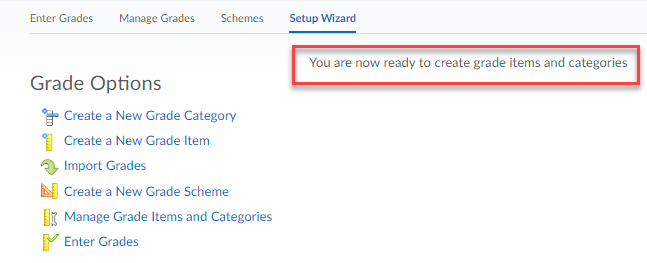 Enter Grades Manage Grades Schemes Setup Wizard
You are now ready to create grade items and categories
Grade Options
Create a New Grade Category
Create a New Grade Item
Import Grades
Create a New Grade Scheme
Manage Grade Items and Categories
Enter Grades